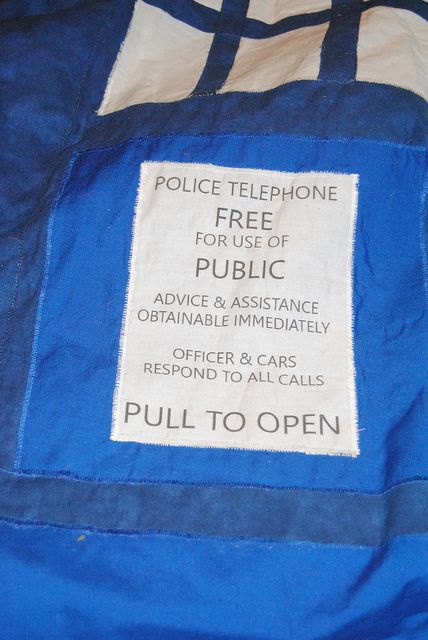 POLICE TELEPHONE
FREE
FOR USE OF
PUBLIC
ADVICE & ASSISTANCE
OBTAINABLE IMMEDIATELY
OFFICER & CARS
RESPOND TO ALL CALLS
PULL TO OPEN